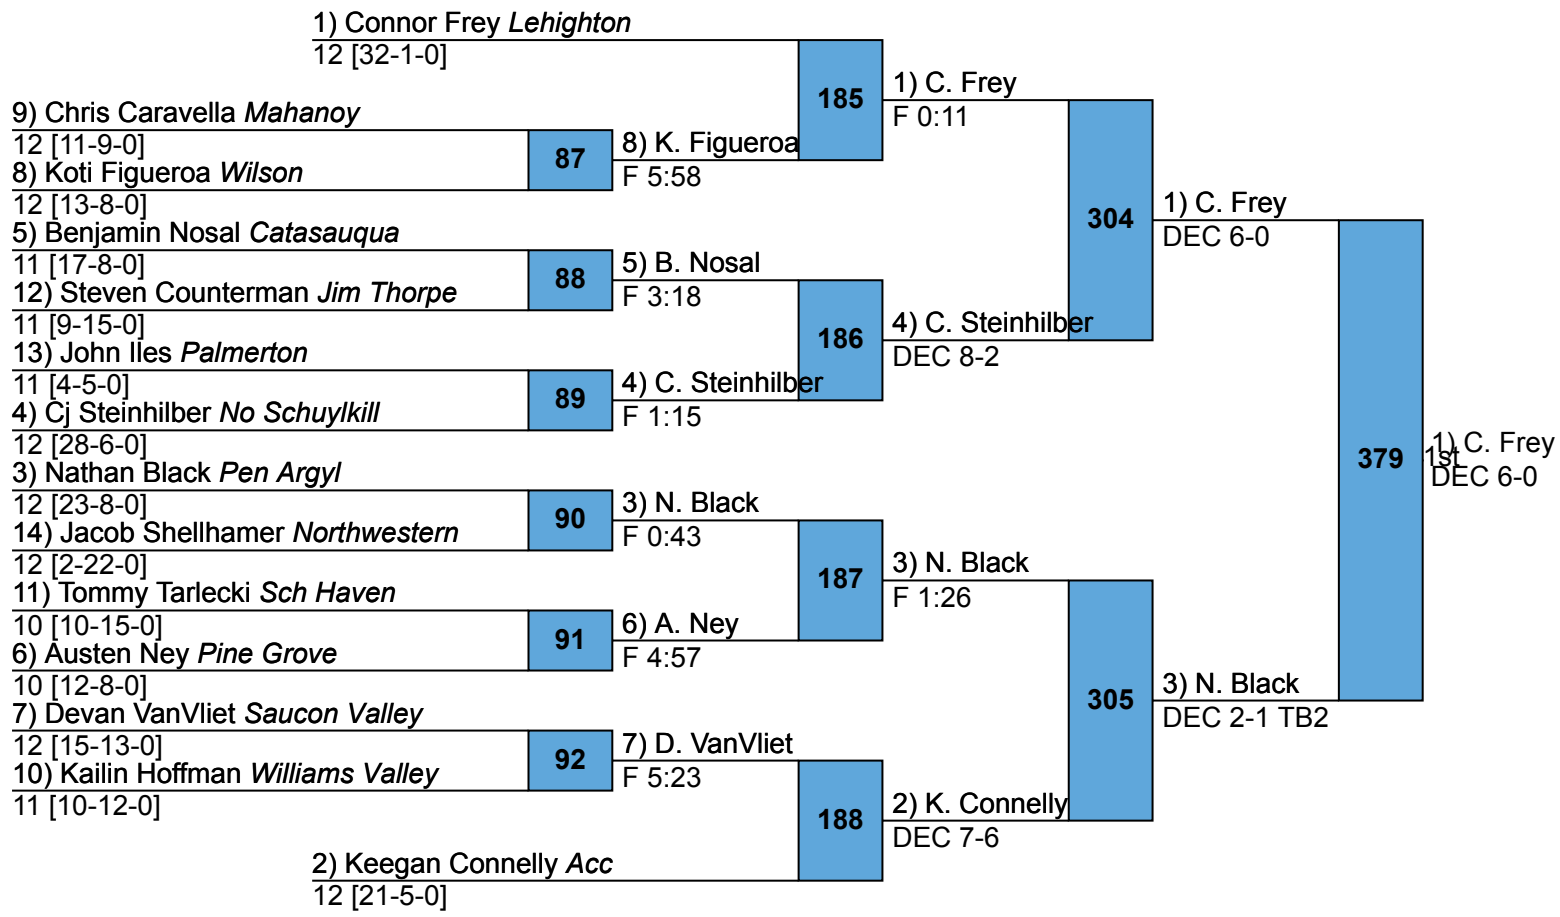 1) Connor Frey Lehighton
12 [32-1-0]
185
1) C. Frey
F 0:11
9) Chris Caravella Mahanoy
12 [11-9-0]
87
8) K. Figueroa
F 5:58
8) Koti Figueroa Wilson
12 [13-8-0]
304
1) C. Frey
DEC 6-0
5) Benjamin Nosal Catasauqua
11 [17-8-0]
88
5) B. Nosal
F 3:18
12) Steven Counterman Jim Thorpe
11 [9-15-0]
186
4) C. Steinhilber
DEC 8-2
13) John Iles Palmerton
11 [4-5-0]
89
4) C. Steinhilber
F 1:15
4) Cj Steinhilber No Schuylkill
12 [28-6-0]
379
1) C. Frey
1st
DEC 6-0
3) Nathan Black Pen Argyl
12 [23-8-0]
90
3) N. Black
F 0:43
14) Jacob Shellhamer Northwestern
12 [2-22-0]
187
3) N. Black
F 1:26
11) Tommy Tarlecki Sch Haven
10 [10-15-0]
91
6) A. Ney
F 4:57
6) Austen Ney Pine Grove
10 [12-8-0]
305
3) N. Black
DEC 2-1 TB2
7) Devan VanVliet Saucon Valley
12 [15-13-0]
92
7) D. VanVliet
F 5:23
10) Kailin Hoffman Williams Valley
11 [10-12-0]
188
2) K. Connelly
DEC 7-6
2) Keegan Connelly Acc
12 [21-5-0]